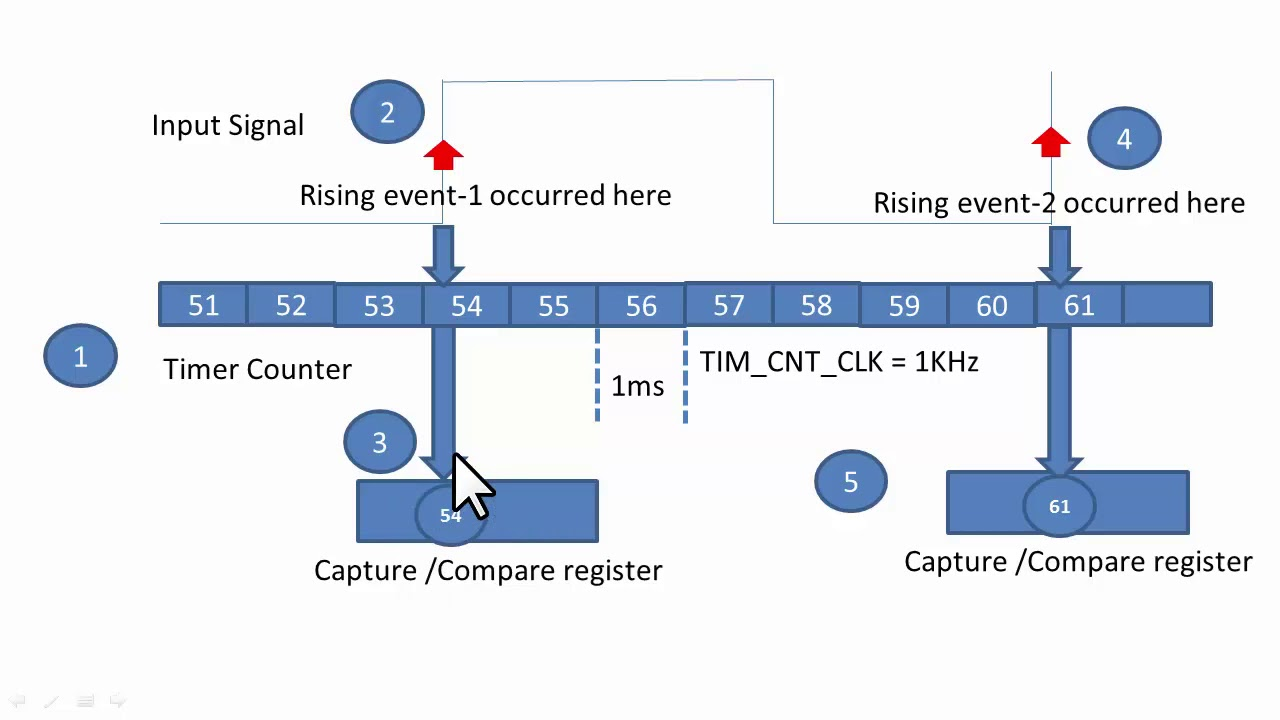 2
Input Signal
4
Rising event-1 occurred here
Rising event-2 occurred here
51 52 53 54 55 56 57 58 59 60 61
1
Timer Counter
1ms
TIM_CNT_CLK = 1KHz
3
5
54
61
Capture /Compare register
Capture /Compare register